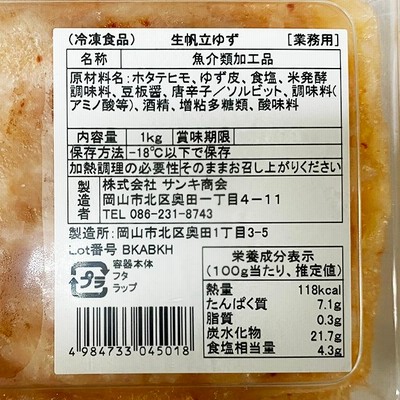 (冷凍食品) 生帆立ゆず [業務用]
名称 魚介類加工品
原材料名:ホタテヒモ、ゆず皮、食塩、米発酵
調味料、豆板醤、唐辛子／ソルビット、調味料(
アミノ酸等)、酒精、増粘多糖類、酸味料
内容量 1kg 賞味期限
保存方法 -18℃以下で保存
加熱調理の必要性 そのままお召し上がりください
製造者 株式会社 サンキ商会
岡山市北区奥田一丁目4-11
TEL 086-231-8743
製造所:岡山市北区奥田1丁目3-5
Lot番号 BKABKH
プラ
容器本体
フタ
ラップ
4 984733 045018
栄養成分表示
(100g当たり、推定値)
熱量 118kcal
たんぱく質 7.1g
脂質 0.3g
炭水化物 21.7g
食塩相当量 4.3g